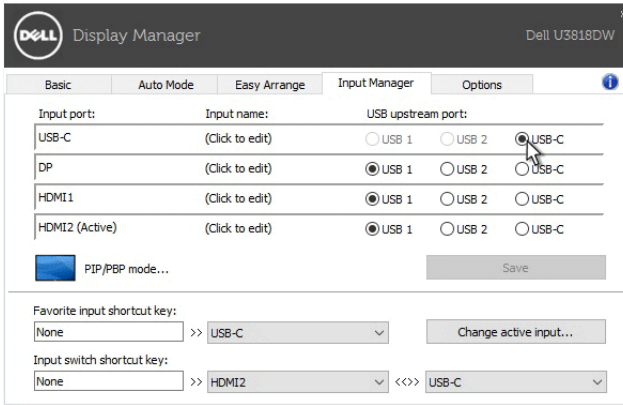 DELL Display Manager Dell U3818DW
Basic Auto Mode Easy Arrange Input Manager Options
Input port: Input name: USB upstream port:
USB-C (Click to edit) USB 1 USB 2 USB-C
DP (Click to edit) USB 1 USB 2 USB-C
HDMI1 (Click to edit) USB 1 USB 2 USB-C
HDMI2 (Active) (Click to edit) USB 1 USB 2 USB-C
PIP/PBP mode... Save
Favorite input shortcut key:
None >> USB-C Change active input...
Input switch shortcut key:
None >> HDMI2 <<>> USB-C